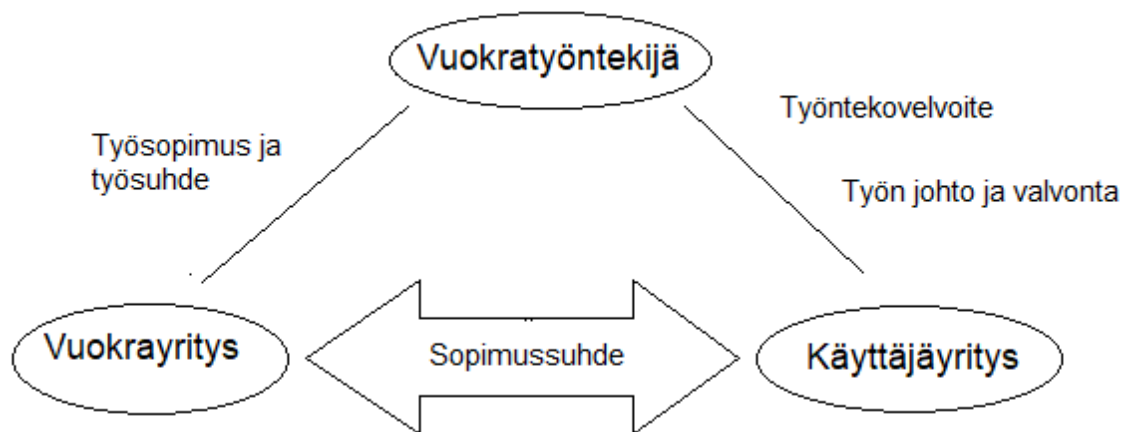 Vuokratyöntekijä
Työntekovelvoite
Työsopimus ja
työsuhde
Työn johto ja valvonta
Vuokrayritys
Sopimussuhde
Käyttäjäyritys